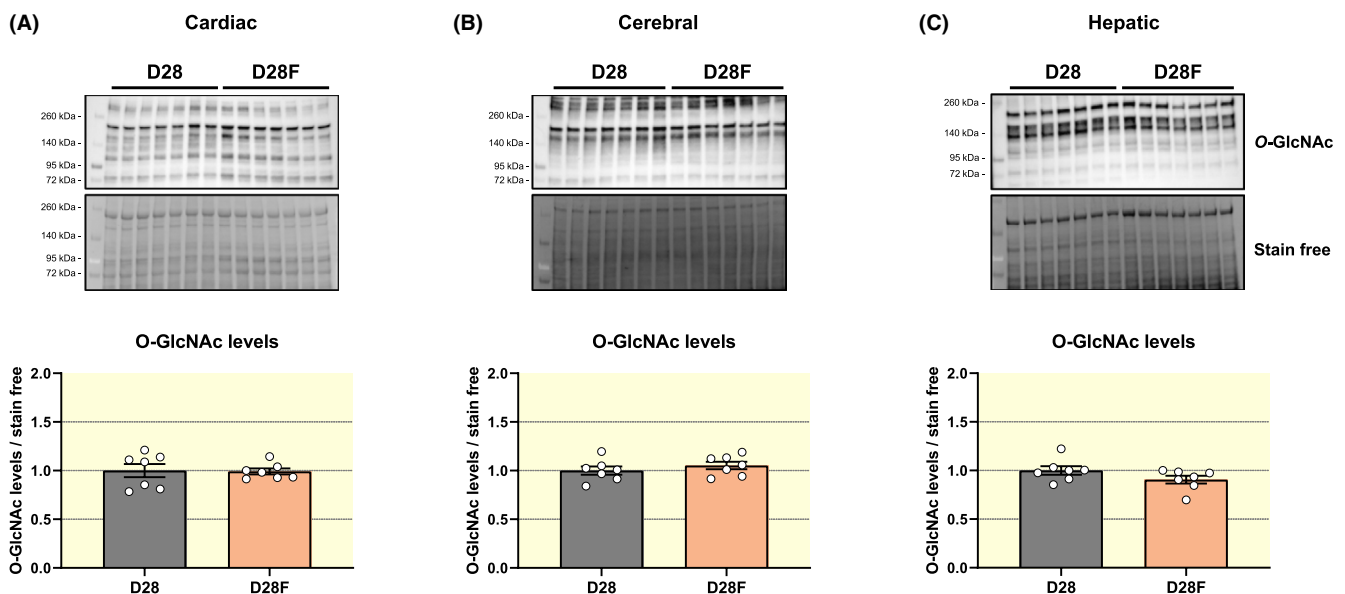 (A) Cardiac
D28 D28F
260 kDa -
140 kDa -
95 kDa -
72 kDa -
260 kDa -
140 kDa -
95 kDa -
72 kDa -
O-GlcNAc levels
O-GlcNAc levels / stain free
2.0
1.5
1.0
0.5
0.0
D28 D28F
(B) Cerebral
D28 D28F
260 kDa -
140 kDa -
95 kDa -
72 kDa -
O-GlcNAc levels
O-GlcNAc levels / stain free
2.0
1.5
1.0
0.5
0.0
D28 D28F
(C) Hepatic
D28 D28F
260 kDa -
140 kDa -
95 kDa -
72 kDa -
O-GlcNAc
Stain free
O-GlcNAc levels
O-GlcNAc levels / stain free
2.0
1.5
1.0
0.5
0.0
D28 D28F